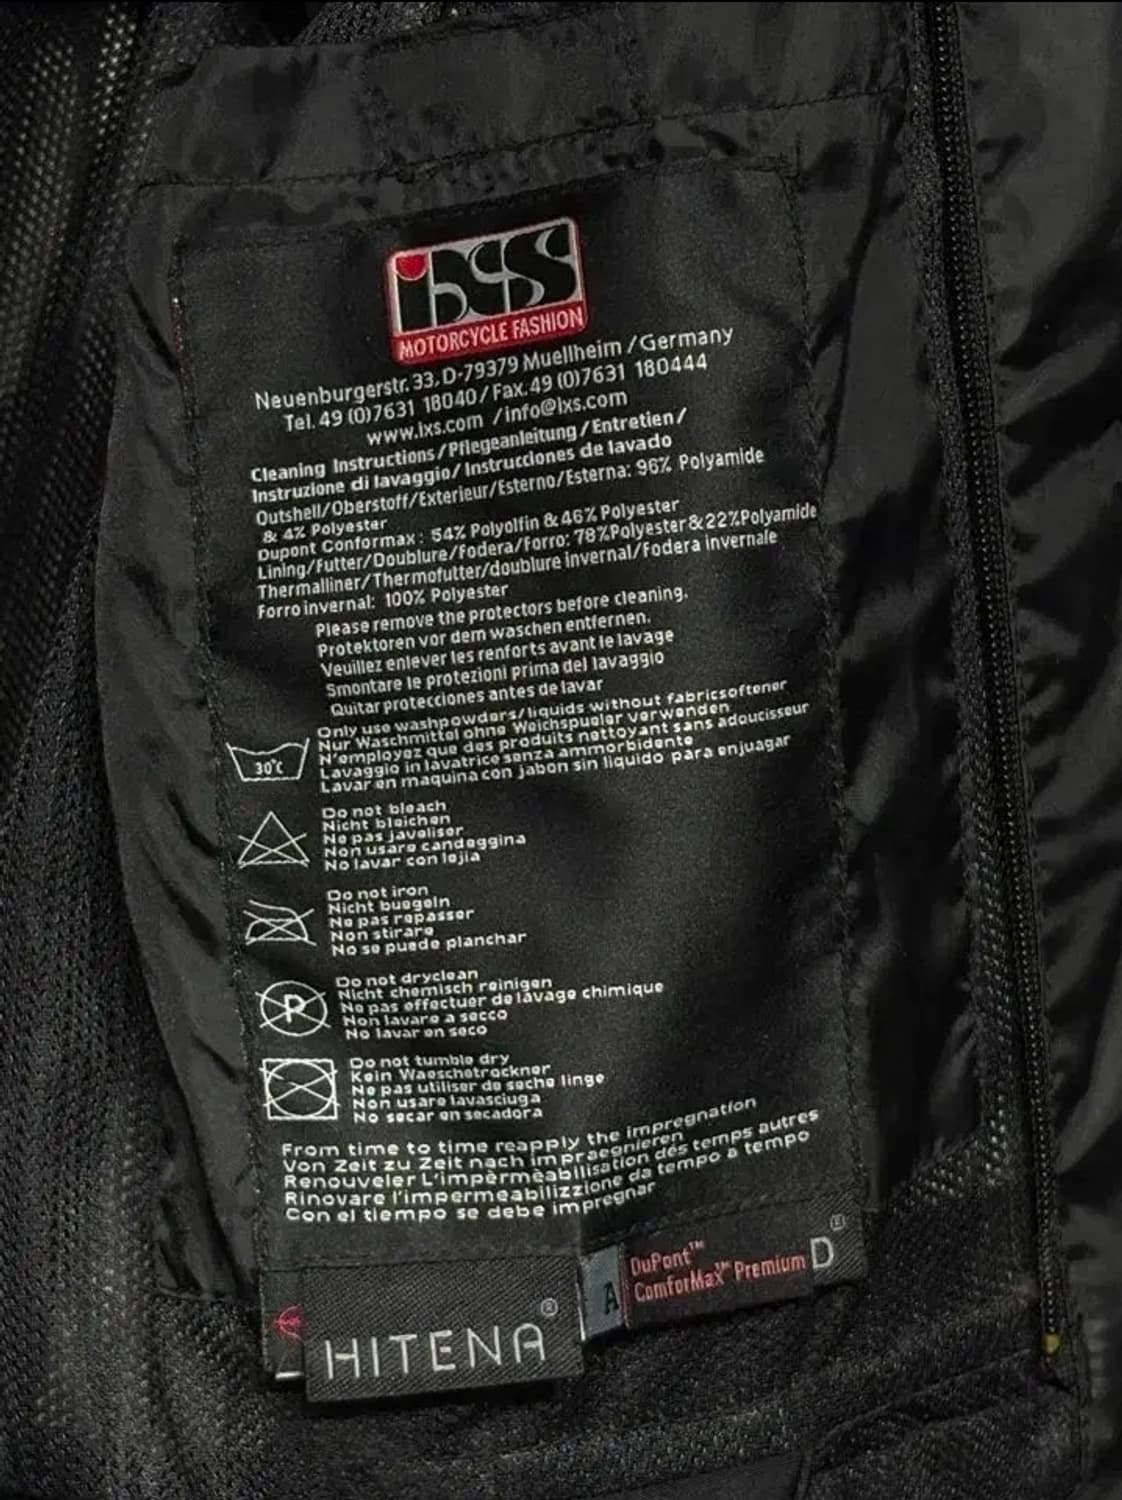 iXS
MOTORCYCLE FASHION
Neuenburgerstr. 33, D-79379 Muellheim / Germany
Tel. 49 (0)7631 18040 / Fax. 49 (0)7631 180444
www.ixs.com / info@ixs.com
Cleaning Instructions / Pflegeanleitung / Entretien /
Instruzione di lavaggio / Instrucciones de lavado
Outshell/Oberstoff/Exterieur/Esterno/Esterna: 96% Polyamide
& 4% Polyester
Dupont Conformax : 54% Polyolfin & 46% Polyester
Lining/Futter/Doublure/Fodera/Forro: 78%Polyester & 22%Polyamide
Thermalliner/Thermofutter/doublure invernal/Fodera invernale
Forro invernal: 100% Polyester
Please remove the protectors before cleaning.
Protektoren vor dem waschen entfernen.
Veuillez enlever les renforts avant le lavage
Smontare le protezioni prima del lavaggio
Quitar protecciones antes de lavar
Only use washpowders/liquids without fabricsoftener
Nur Waschmittel ohne Weichspueler verwenden
N'employez que des produits nettoyant sans adoucisseur
Lavaggio in lavatrice senza ammorbidente
Lavar en maquina con jabon sin liquido para enjuagar
30°C
Do not bleach
Nicht bleichen
Ne pas javeliser
Non usare candeggina
No lavar con lejia
Do not iron
Nicht buegeln
Ne pas repasser
Non stirare
No se puede planchar
P
Do not dryclean
Nicht chemisch reinigen
Ne pas effectuer de lavage chimique
Non lavare a secco
No lavar en seco
Do not tumble dry
Kein Waeschetrockner
Ne pas utiliser de seche linge
Non usare lavasciuga
No secar en secadora
From time to time reapply the impregnation
Von Zeit zu Zeit nach impraegnieren
Renouveler L'impermèabilisation dés temps autres
Rinovare l'impermeabilizzione da tempo a tempo
Con el tiempo se debe impregnar
HITENA®
A
DuPont™
ComforMax™ Premium
D®